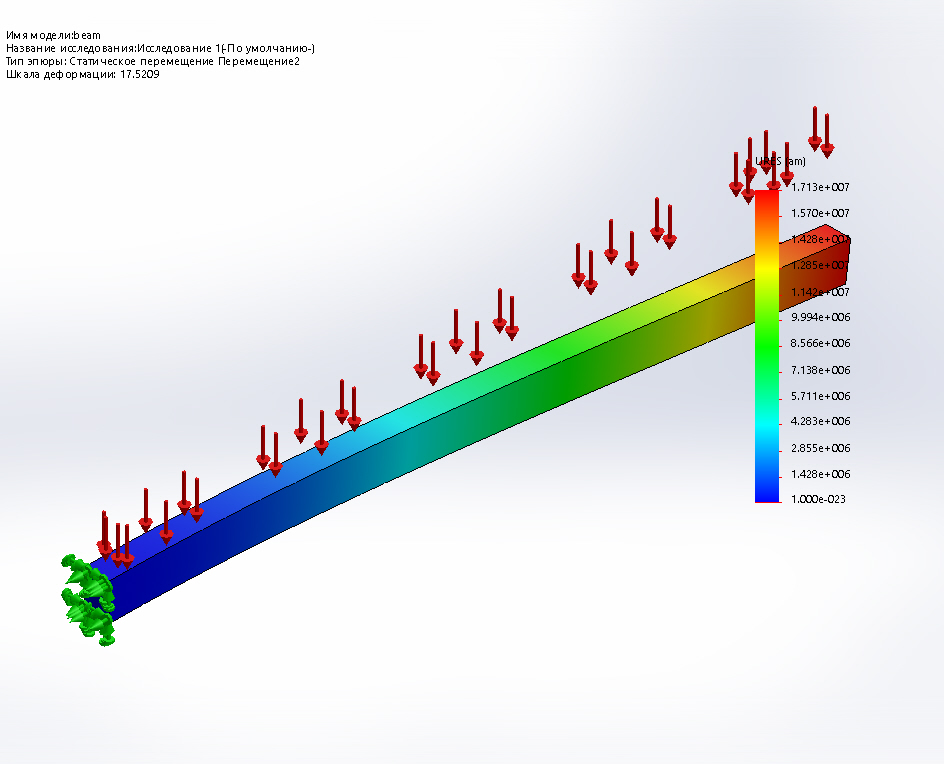 Имя модели:beam
Название исследования:Исследование 1(-По умолчанию-)
Тип эпюры: Статическое перемещение Перемещение2
Шкала деформации: 17.5209
URES (am)
1.713e+007
1.570e+007
1.428e+007
1.285e+007
1.142e+007
9.994e+006
8.566e+006
7.138e+006
5.711e+006
4.283e+006
2.855e+006
1.428e+006
1.000e-023